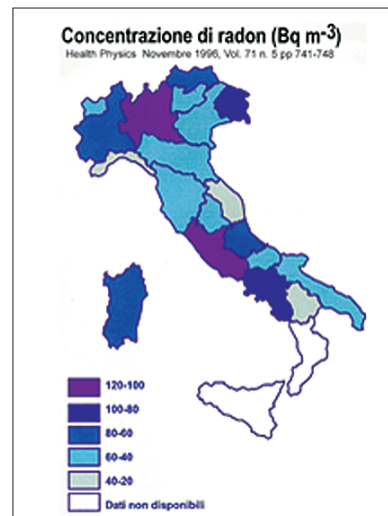 Concentrazione di radon (Bq m-3)
Health Physics Novembre 1996, Vol. 71 n. 5 pp 741-748
120-100
100-80
80-60
60-40
40-20
Dati non disponibili